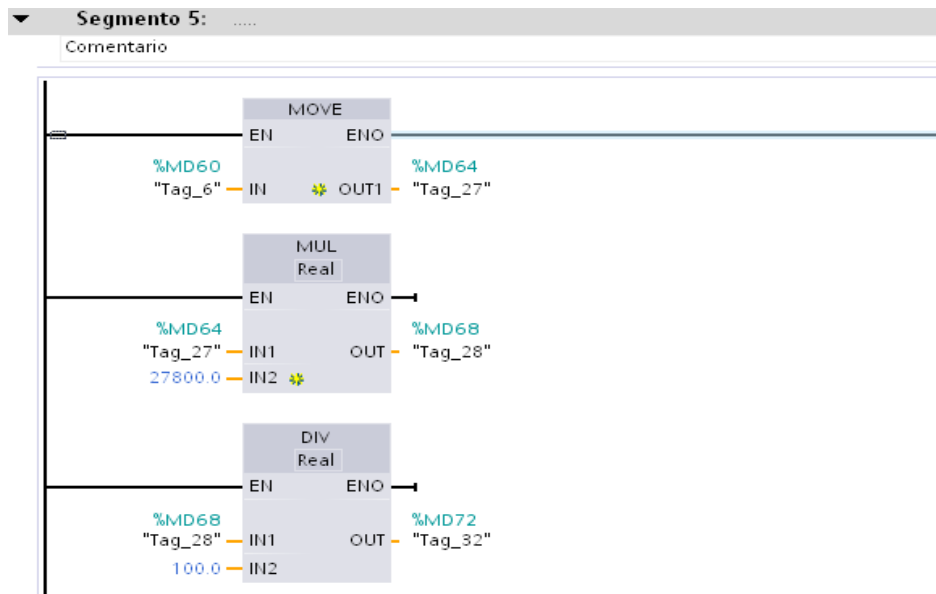 Segmento 5: .....
Comentario
MOVE
EN ENO
%MD60 %MD64
"Tag_6" IN OUT1 "Tag_27"
MUL
Real
EN ENO
%MD64 %MD68
"Tag_27" IN1 OUT "Tag_28"
27800.0 IN2
DIV
Real
EN ENO
%MD68 %MD72
"Tag_28" IN1 OUT "Tag_32"
100.0 IN2